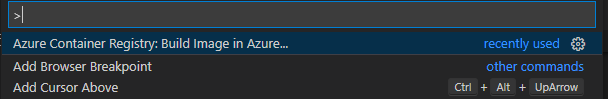 >
Azure Container Registry: Build Image in Azure... recently used
Add Browser Breakpoint other commands
Add Cursor Above Ctrl + Alt + UpArrow